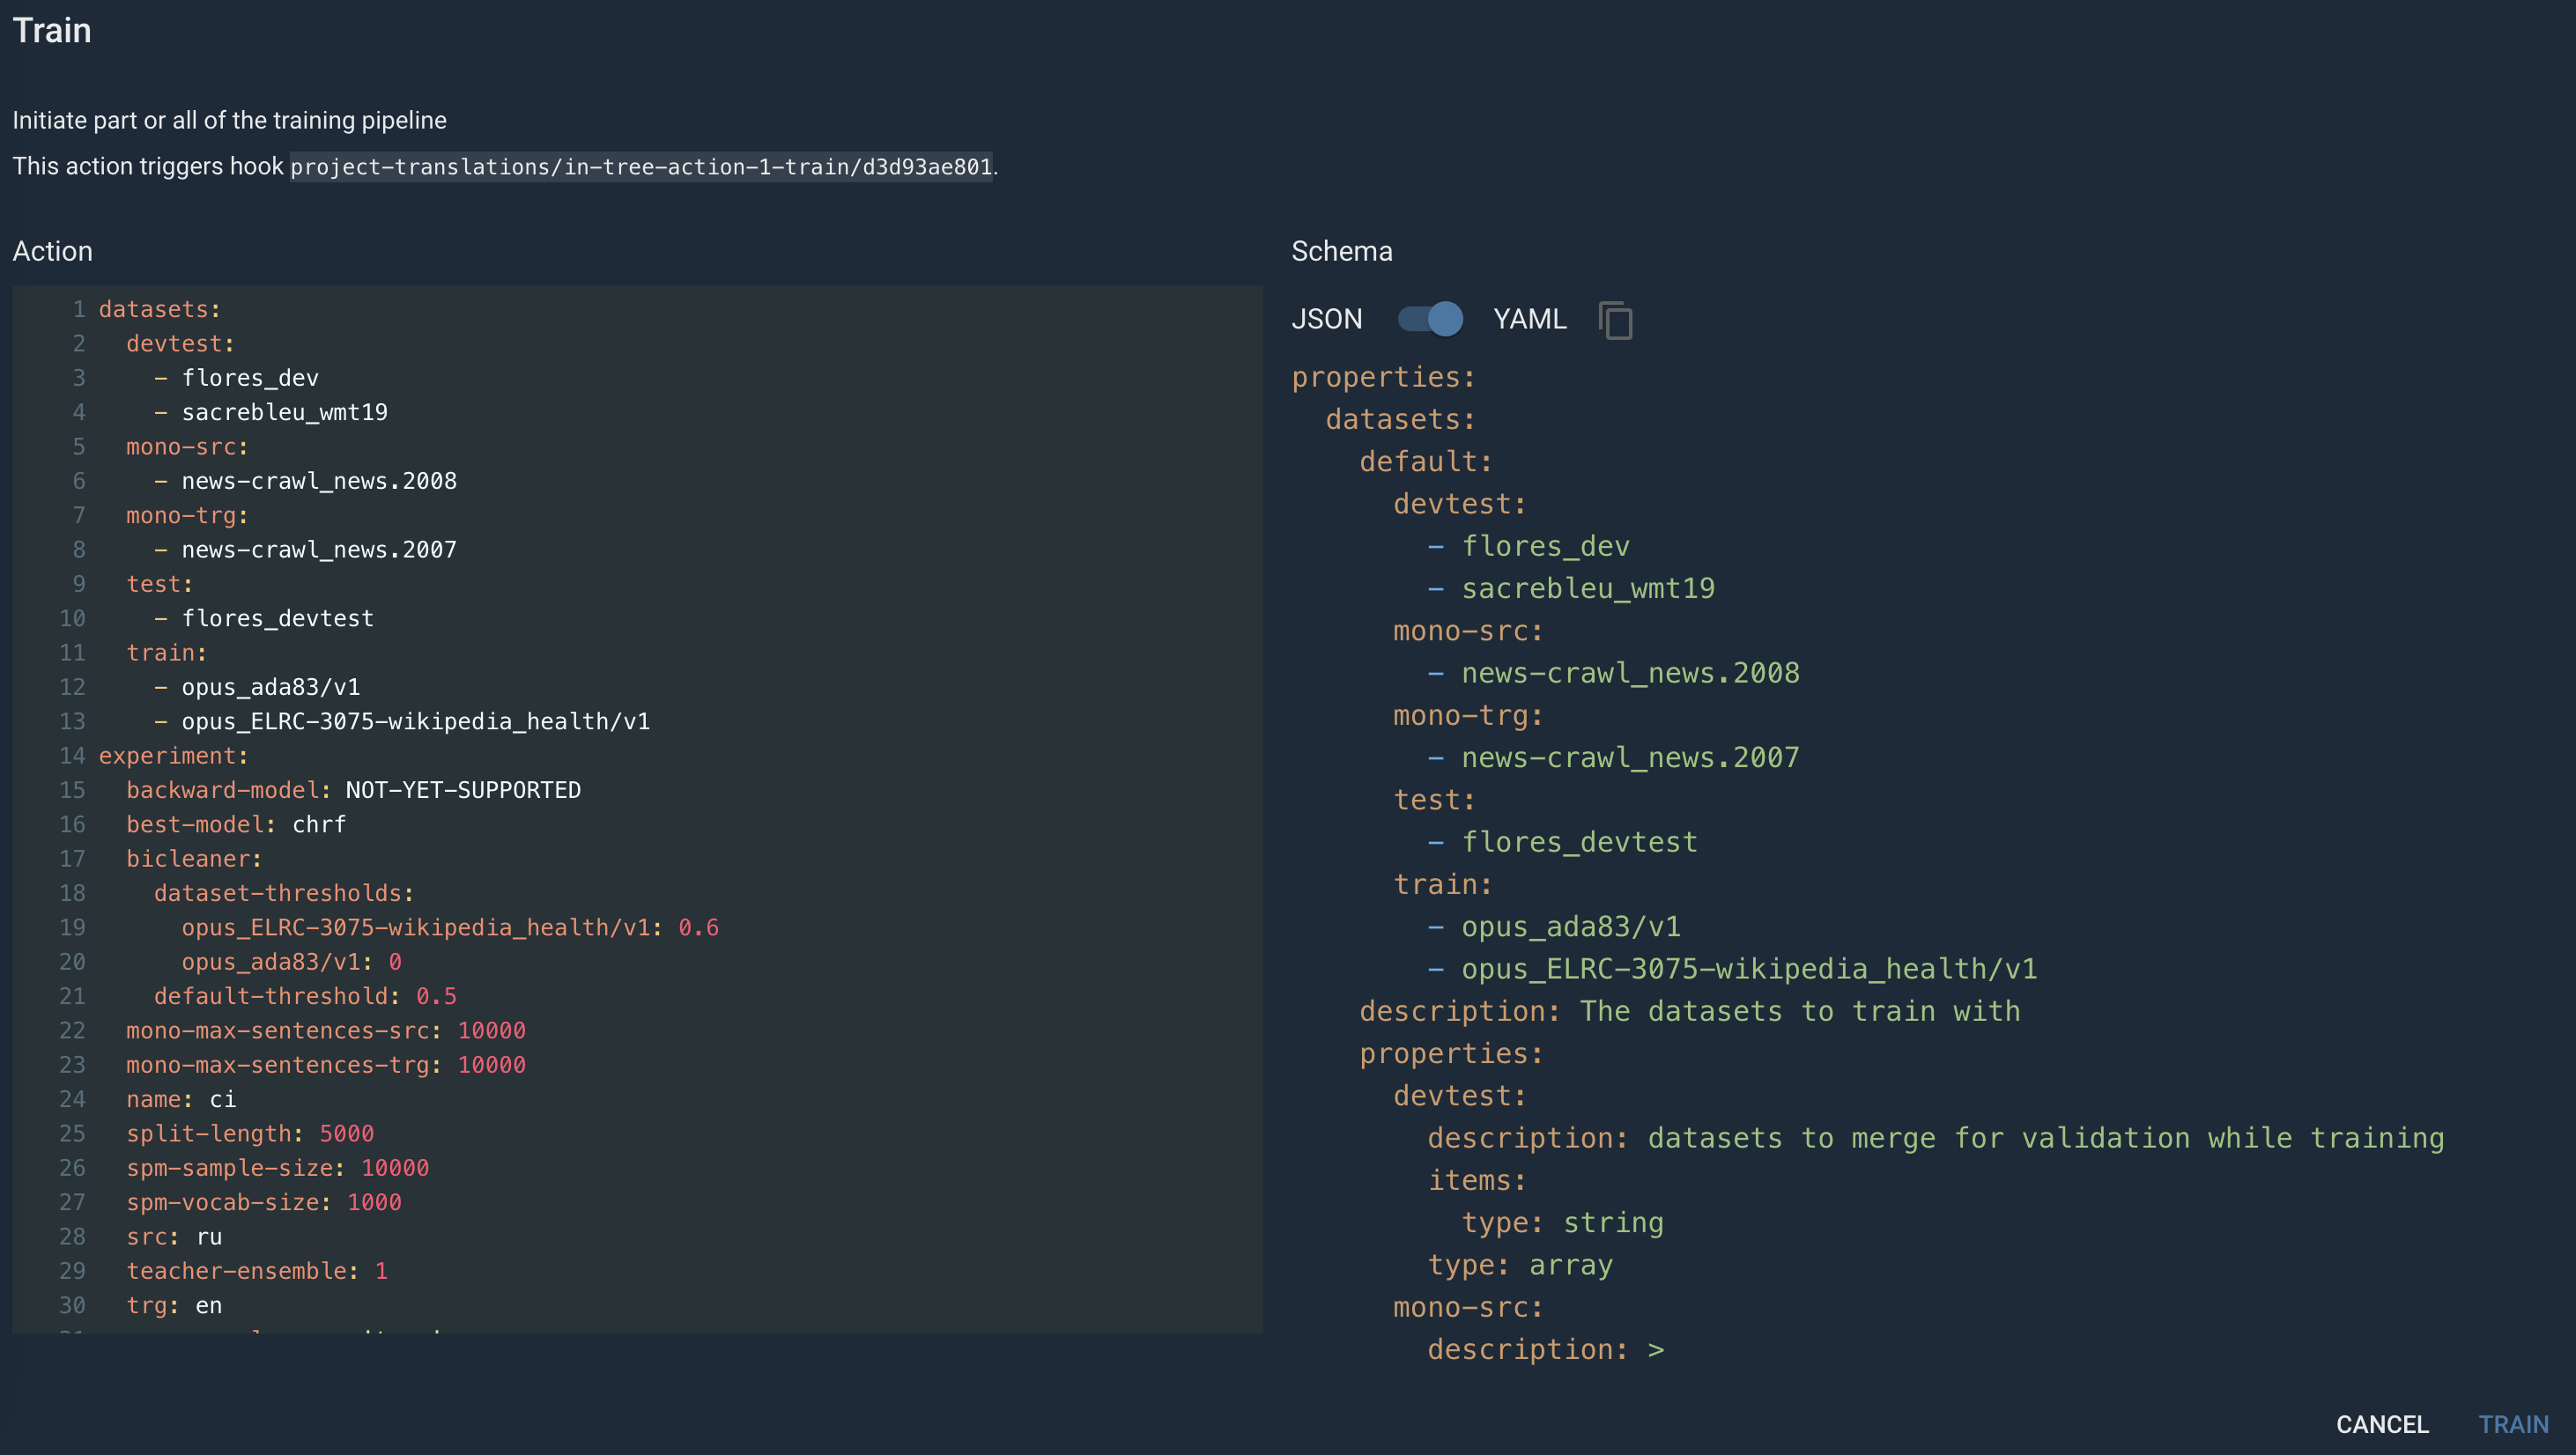 Train
Initiate part or all of the training pipeline
This action triggers hook project-translations/in-tree-action-1-train/d3d93ae801.
Action
1 datasets:
2   devtest:
3     - flores_dev
4     - sacrebleu_wmt19
5   mono-src:
6     - news-crawl_news.2008
7   mono-trg:
8     - news-crawl_news.2007
9   test:
10     - flores_devtest
11   train:
12     - opus_ada83/v1
13     - opus_ELRC-3075-wikipedia_health/v1
14 experiment:
15   backward-model: NOT-YET-SUPPORTED
16   best-model: chrf
17   bicleaner:
18     dataset-thresholds:
19       opus_ELRC-3075-wikipedia_health/v1: 0.6
20       opus_ada83/v1: 0
21     default-threshold: 0.5
22   mono-max-sentences-src: 10000
23   mono-max-sentences-trg: 10000
24   name: ci
25   split-length: 5000
26   spm-sample-size: 10000
27   spm-vocab-size: 1000
28   src: ru
29   teacher-ensemble: 1
30   trg: en
Schema
JSON YAML
properties:
  datasets:
    default:
      devtest:
        - flores_dev
        - sacrebleu_wmt19
      mono-src:
        - news-crawl_news.2008
      mono-trg:
        - news-crawl_news.2007
      test:
        - flores_devtest
      train:
        - opus_ada83/v1
        - opus_ELRC-3075-wikipedia_health/v1
    description: The datasets to train with
    properties:
      devtest:
        description: datasets to merge for validation while training
        items:
          type: string
        type: array
      mono-src:
        description: >
CANCEL TRAIN